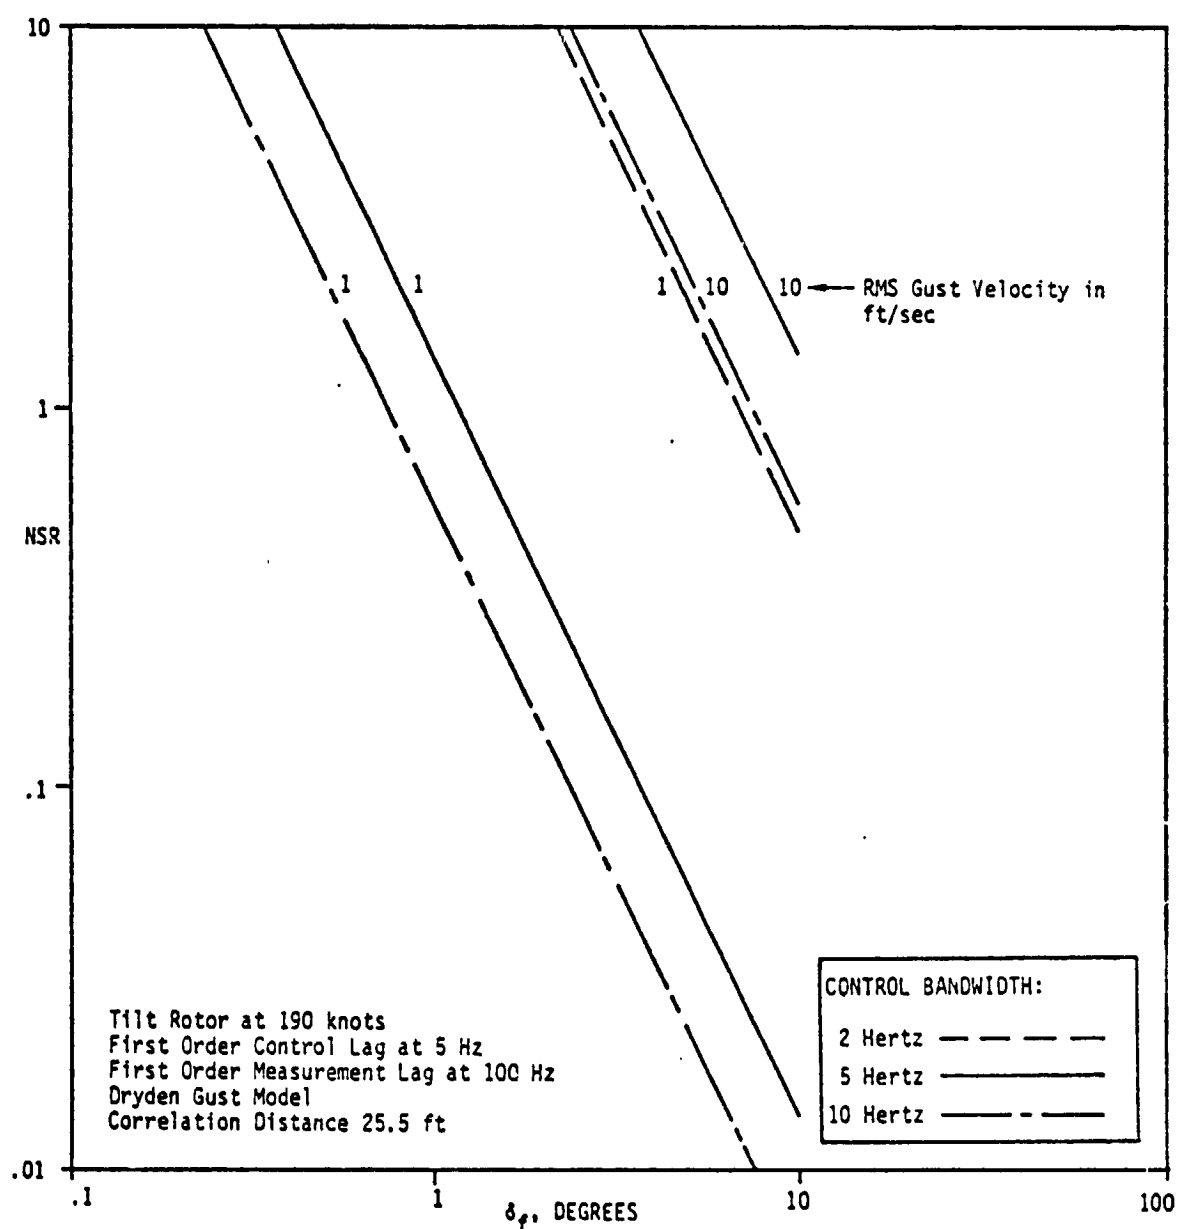 10
1 1 1 10 10 RMS Gust Velocity in
ft/sec
1
NSR
.1
CONTROL BANDWIDTH:
2 Hertz
5 Hertz
10 Hertz
Tilt Rotor at 190 knots
First Order Control Lag at 5 Hz
First Order Measurement Lag at 100 Hz
Dryden Gust Model
Correlation Distance 25.5 ft
.01
.1 1 10 100
δf, DEGREES